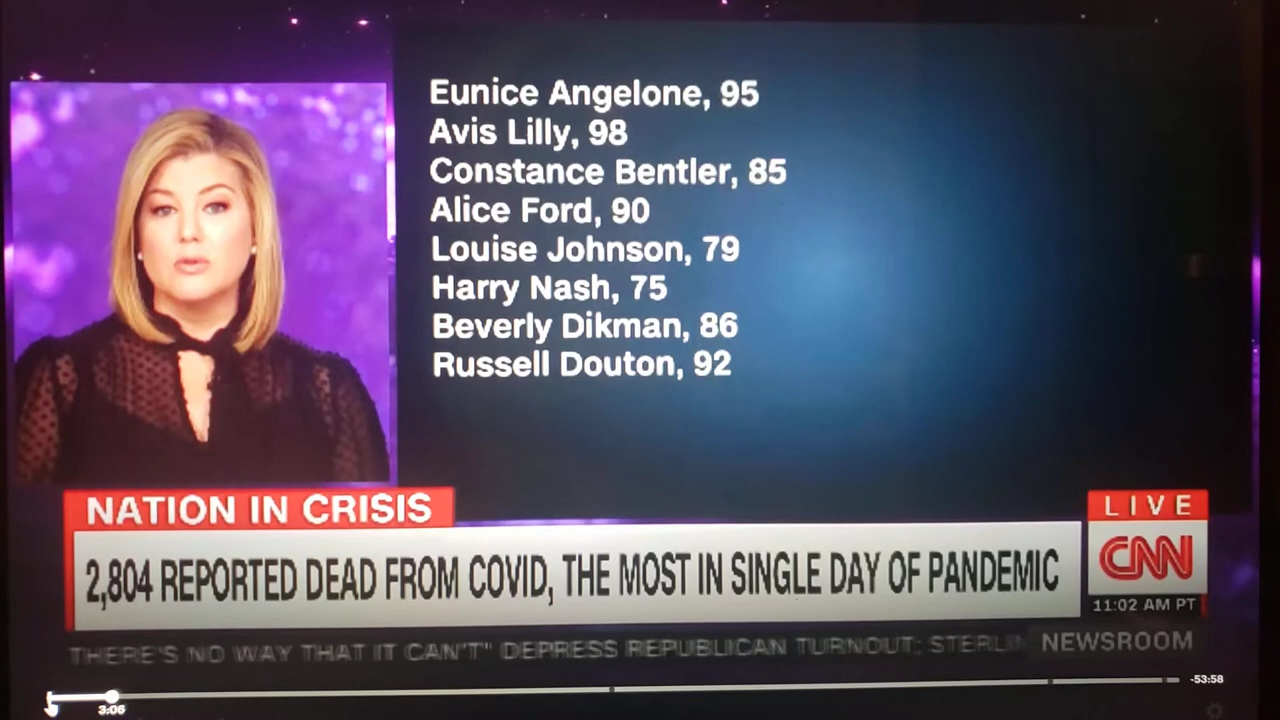 Eunice Angelone, 95
Avis Lilly, 98
Constance Bentler, 85
Alice Ford, 90
Louise Johnson, 79
Harry Nash, 75
Beverly Dikman, 86
Russell Douton, 92
NATION IN CRISIS
2,804 REPORTED DEAD FROM COVID, THE MOST IN SINGLE DAY OF PANDEMIC
LIVE
CNN
11:02 AM PT
THERE'S NO WAY THAT IT CAN'T" DEPRESS REPUBLICAN TURNOUT; STERLIN
NEWSROOM
-53:58
3:06